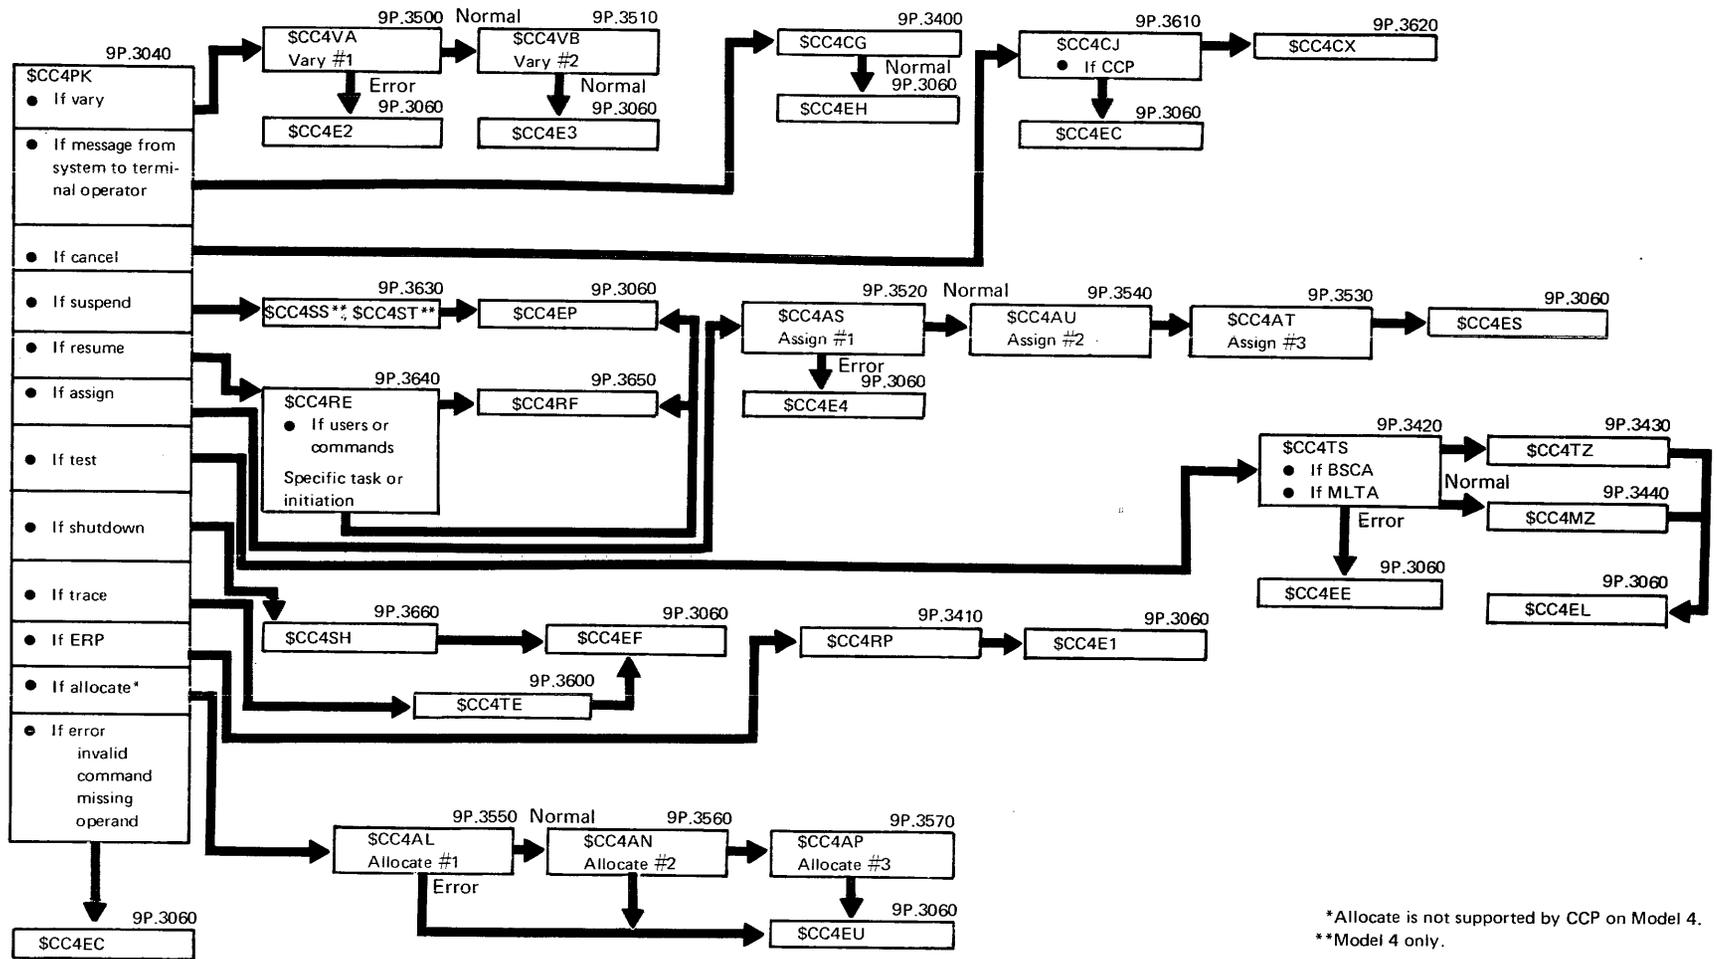 9P.3040
$CC4PK
● If vary
● If message from
system to termi-
nal operator
● If cancel
● If suspend
● If resume
● If assign
● If test
● If shutdown
● If trace
● If ERP
● If allocate*
● If error
invalid
command
missing
operand
9P.3060
$CC4EC
9P.3500
$CC4VA
Vary #1
Error
9P.3060
$CC4E2
Normal
9P.3510
$CC4VB
Vary #2
Normal
9P.3060
$CC4E3
9P.3400
$CC4CG
Normal
9P.3060
$CC4EH
9P.3610
$CC4CJ
● If CCP
9P.3060
$CC4EC
9P.3620
$CC4CX
9P.3630
$CC4SS**, $CC4ST**
9P.3060
$CC4EP
9P.3640
$CC4RE
● If users or
commands
Specific task or
initiation
9P.3650
$CC4RF
9P.3520
$CC4AS
Assign #1
Error
9P.3060
$CC4E4
Normal
9P.3540
$CC4AU
Assign #2
9P.3530
$CC4AT
Assign #3
9P.3060
$CC4ES
9P.3420
$CC4TS
● If BSCA
● If MLTA
Error
9P.3060
$CC4EE
9P.3430
$CC4TZ
Normal
9P.3440
$CC4MZ
9P.3060
$CC4EL
9P.3660
$CC4SH
9P.3060
$CC4EF
9P.3600
$CC4TE
9P.3410
$CC4RP
9P.3060
$CC4E1
9P.3550
$CC4AL
Allocate #1
Error
Normal
9P.3560
$CC4AN
Allocate #2
9P.3570
$CC4AP
Allocate #3
9P.3060
$CC4EU
*Allocate is not supported by CCP on Model 4.
**Model 4 only.